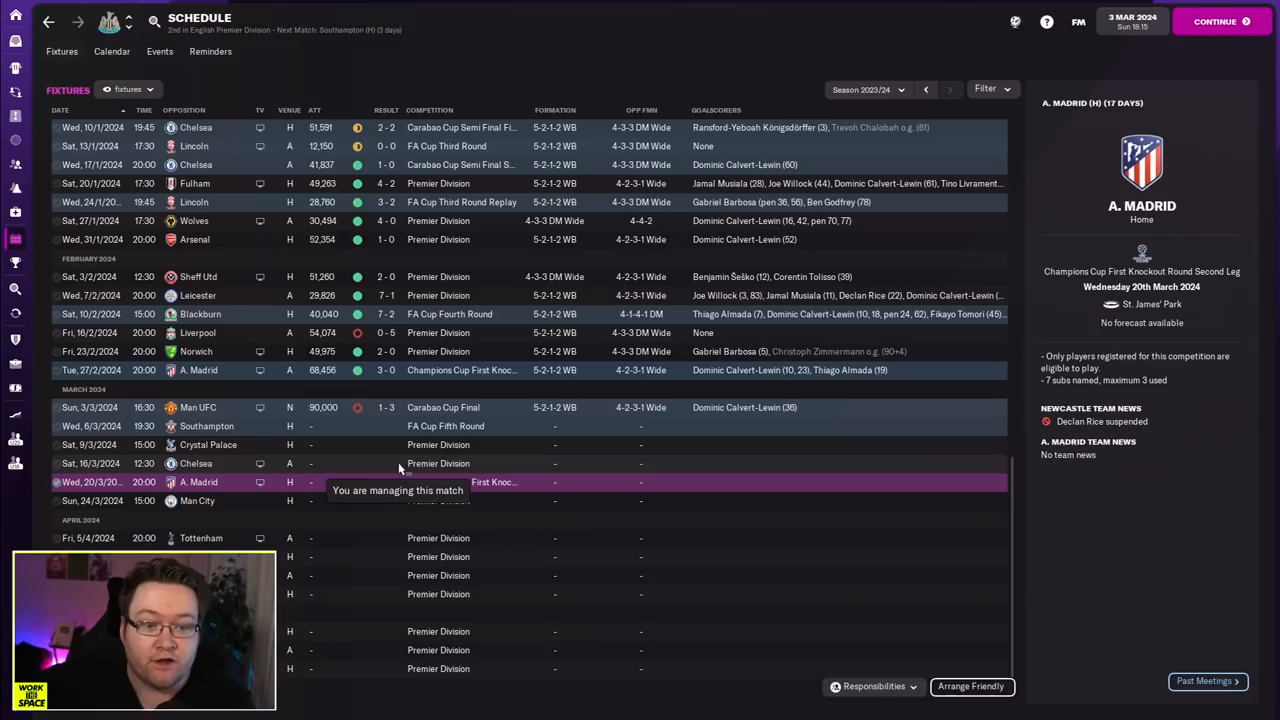 SCHEDULE
2nd in English Premier Division - Next Match: Southampton (H) (3 days)
FM
3 MAR 2024
Sun 18:15
CONTINUE
Fixtures Calendar Events Reminders
FIXTURES fixtures Season 2023/24 Filter
DATE TIME OPPOSITION TV VENUE ATT RESULT COMPETITION FORMATION OPP FMN GOALSCORERS
Wed, 10/1/2024 19:45 Chelsea H 51,591 2 - 2 Carabao Cup Semi Final Fi... 5-2-1-2 WB 4-3-3 DM Wide Ransford-Yeboah Königsdörffer (3), Trevoh Chalobah o.g. (61)
Sat, 13/1/2024 17:30 Lincoln A 12,150 0 - 0 FA Cup Third Round 5-2-1-2 WB 4-3-3 DM Wide None
Wed, 17/1/2024 20:00 Chelsea A 41,837 1 - 0 Carabao Cup Semi Final S... 5-2-1-2 WB 4-3-3 DM Wide Dominic Calvert-Lewin (60)
Sat, 20/1/2024 17:30 Fulham A 49,263 4 - 2 Premier Division 5-2-1-2 WB 4-2-3-1 Wide Jamal Musiala (28), Joe Willock (44), Dominic Calvert-Lewin (61), Tino Livrament...
Wed, 24/1/20... 19:45 Lincoln H 28,760 3 - 2 FA Cup Third Round Replay 5-2-1-2 WB 4-3-3 DM Wide Gabriel Barbosa (pen 36, 56), Ben Godfrey (78)
Sat, 27/1/2024 17:30 Wolves A 30,494 4 - 0 Premier Division 4-3-3 DM Wide 4-4-2 Dominic Calvert-Lewin (16, 42, pen 70, 77)
Wed, 31/1/2024 20:00 Arsenal H 52,354 1 - 0 Premier Division 5-2-1-2 WB 4-2-3-1 Wide Dominic Calvert-Lewin (52)
FEBRUARY 2024
Sat, 3/2/2024 12:30 Sheff Utd H 51,260 2 - 0 Premier Division 4-3-3 DM Wide 4-2-3-1 Wide Benjamin Šeško (12), Corentin Tolisso (39)
Wed, 7/2/2024 20:00 Leicester A 29,826 7 - 1 Premier Division 5-2-1-2 WB 4-2-3-1 Wide Joe Willock (3, 83), Jamal Musiala (11), Declan Rice (22), Dominic Calvert-Lewin (...
Sat, 10/2/2024 15:00 Blackburn H 40,040 7 - 2 FA Cup Fourth Round 5-2-1-2 WB 4-1-4-1 DM Thiago Almada (7), Dominic Calvert-Lewin (10, 18, pen 24, 62), Fikayo Tomori (45)...
Fri, 16/2/2024 20:00 Liverpool A 54,074 0 - 5 Premier Division 5-2-1-2 WB 4-3-3 DM Wide None
Fri, 23/2/2024 20:00 Norwich H 49,975 2 - 0 Premier Division 5-2-1-2 WB 4-3-3 DM Wide Gabriel Barbosa (5), Christoph Zimmermann o.g. (90+4)
Tue, 27/2/2024 20:00 A. Madrid A 68,456 3 - 0 Champions Cup First Knoc... 5-2-1-2 WB 4-3-3 DM Wide Dominic Calvert-Lewin (10, 23), Thiago Almada (19)
MARCH 2024
Sun, 3/3/2024 16:30 Man UFC N 90,000 1 - 3 Carabao Cup Final 5-2-1-2 WB 4-2-3-1 Wide Dominic Calvert-Lewin (36)
Wed, 6/3/2024 19:30 Southampton H - FA Cup Fifth Round - -
Sat, 9/3/2024 15:00 Crystal Palace H - Premier Division - -
Sat, 16/3/2024 12:30 Chelsea A - Premier Division - -
Wed, 20/3/20... 20:00 A. Madrid H - First Knoc... - -
You are managing this match
Sun, 24/3/2024 15:00 Man City H - - -
APRIL 2024
Fri, 5/4/2024 20:00 Tottenham A - Premier Division - -
H - Premier Division - -
A - Premier Division - -
H - Premier Division - -
H - Premier Division - -
A - Premier Division - -
H - Premier Division - -
Responsibilities Arrange Friendly
A. MADRID (H) (17 DAYS)
A. MADRID
Home
Champions Cup First Knockout Round Second Leg
Wednesday 20th March 2024
St. James' Park
No forecast available
- Only players registered for this competition are
eligible to play.
- 7 subs named, maximum 3 used
NEWCASTLE TEAM NEWS
Declan Rice suspended
A. MADRID TEAM NEWS
No team news
Past Meetings
WORK
THE
SPACE